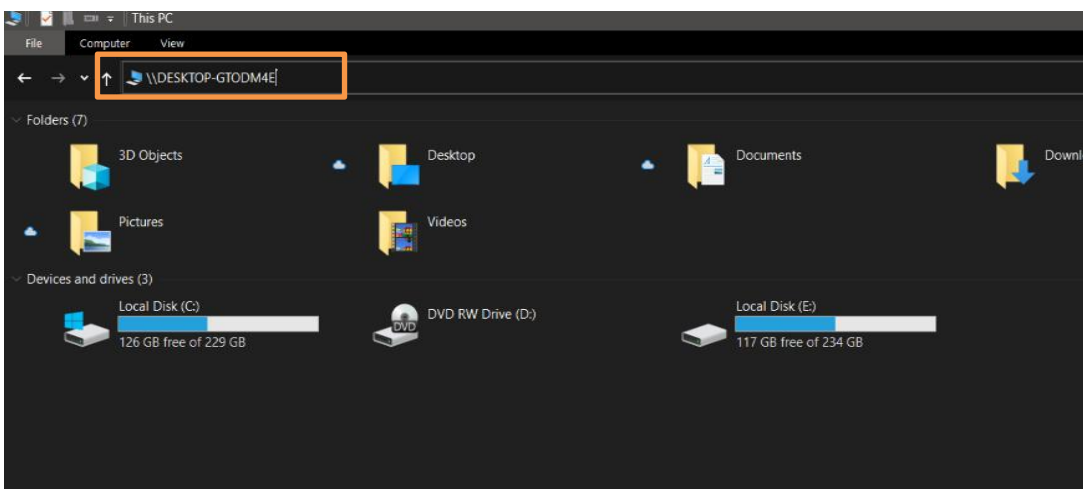 This PC
File Computer View
\\DESKTOP-GTODM4E
Folders (7)
3D Objects Desktop Documents Downl
Pictures Videos
Devices and drives (3)
Local Disk (C:) DVD RW Drive (D:) Local Disk (E:)
DVD
126 GB free of 229 GB 117 GB free of 234 GB